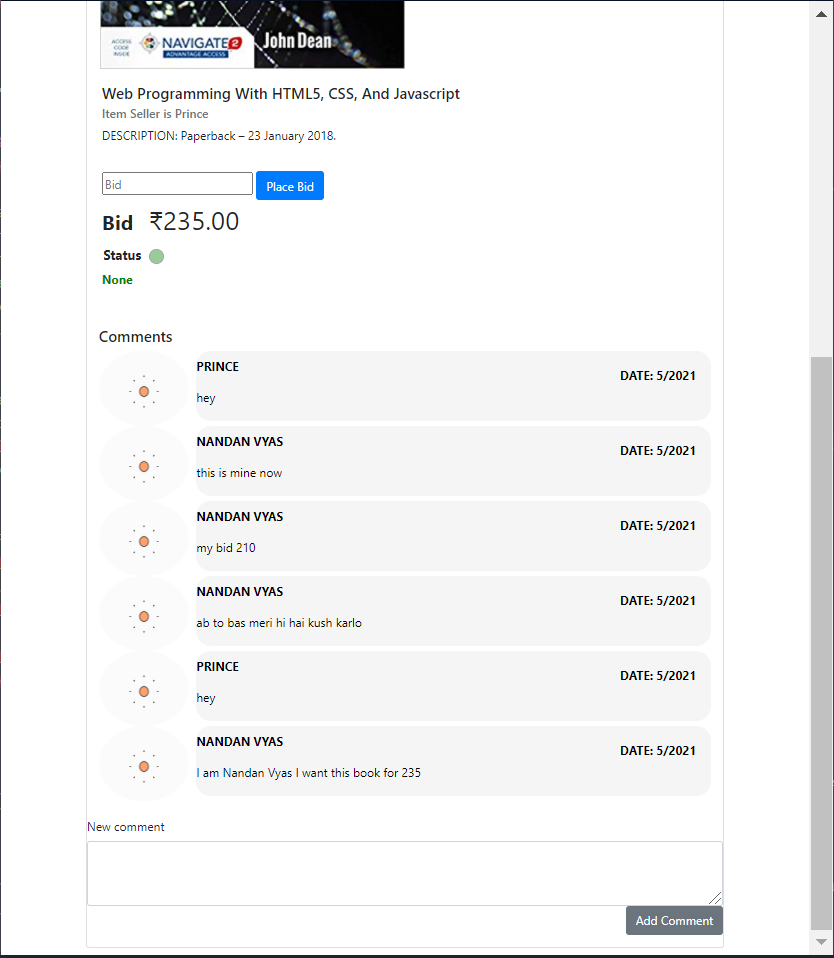 ACCESS
CODE
INSIDE
NAVIGATE2
ADVANTAGE ACCESS
John Dean
Web Programming With HTML5, CSS, And Javascript
Item Seller is Prince
DESCRIPTION: Paperback – 23 January 2018.
Bid
Place Bid
Bid ₹235.00
Status
None
Comments
PRINCE
DATE: 5/2021
hey
NANDAN VYAS
DATE: 5/2021
this is mine now
NANDAN VYAS
DATE: 5/2021
my bid 210
NANDAN VYAS
DATE: 5/2021
ab to bas meri hi hai kush karlo
PRINCE
DATE: 5/2021
hey
NANDAN VYAS
DATE: 5/2021
I am Nandan Vyas I want this book for 235
New comment
Add Comment